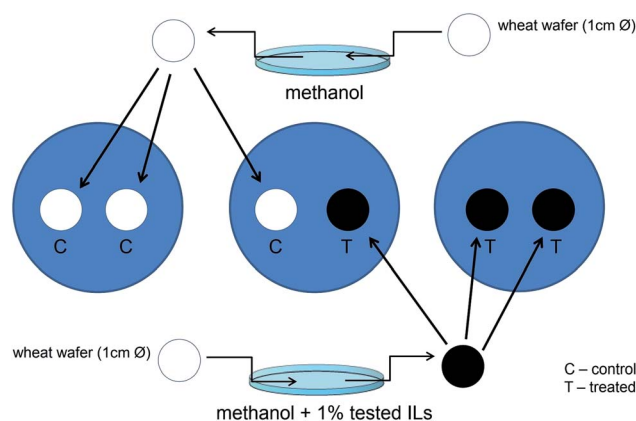 wheat wafer (1cm Ø)
methanol
C C C T T T
wheat wafer (1cm Ø)
methanol + 1% tested ILs
C – control
T – treated